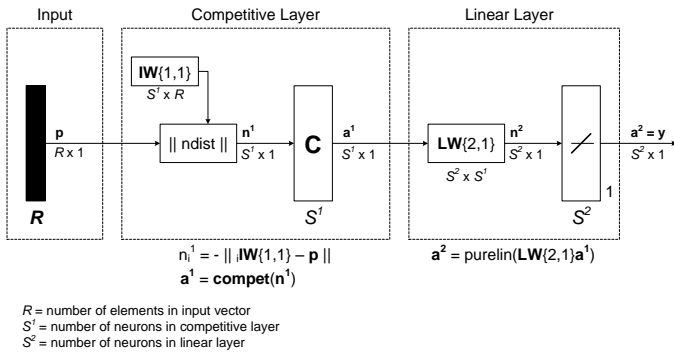 Input
Competitive Layer
Linear Layer
IW{1,1}
S¹ x R
p
R x 1
|| ndist ||
n¹
S¹ x 1
C
a¹
S¹ x 1
LW{2,1}
S² x S¹
n²
S² x 1
a² = y
S² x 1
1
R
S¹
S²
nᵢ¹ = - || ᵢIW{1,1} – p ||
a¹ = compet(n¹)
a² = purelin(LW{2,1}a¹)
R = number of elements in input vector
S¹ = number of neurons in competitive layer
S² = number of neurons in linear layer